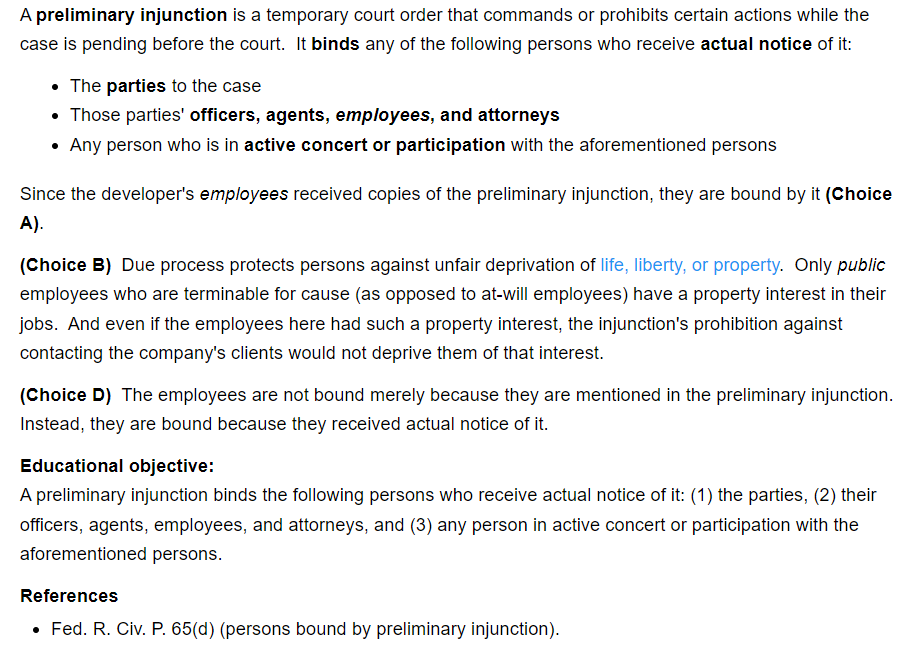 A preliminary injunction is a temporary court order that commands or prohibits certain actions while the
case is pending before the court. It binds any of the following persons who receive actual notice of it:
• The parties to the case
• Those parties' officers, agents, employees, and attorneys
• Any person who is in active concert or participation with the aforementioned persons
Since the developer's employees received copies of the preliminary injunction, they are bound by it (Choice
A).
(Choice B) Due process protects persons against unfair deprivation of life, liberty, or property. Only public
employees who are terminable for cause (as opposed to at-will employees) have a property interest in their
jobs. And even if the employees here had such a property interest, the injunction's prohibition against
contacting the company's clients would not deprive them of that interest.
(Choice D) The employees are not bound merely because they are mentioned in the preliminary injunction.
Instead, they are bound because they received actual notice of it.
Educational objective:
A preliminary injunction binds the following persons who receive actual notice of it: (1) the parties, (2) their
officers, agents, employees, and attorneys, and (3) any person in active concert or participation with the
aforementioned persons.
References
• Fed. R. Civ. P. 65(d) (persons bound by preliminary injunction).